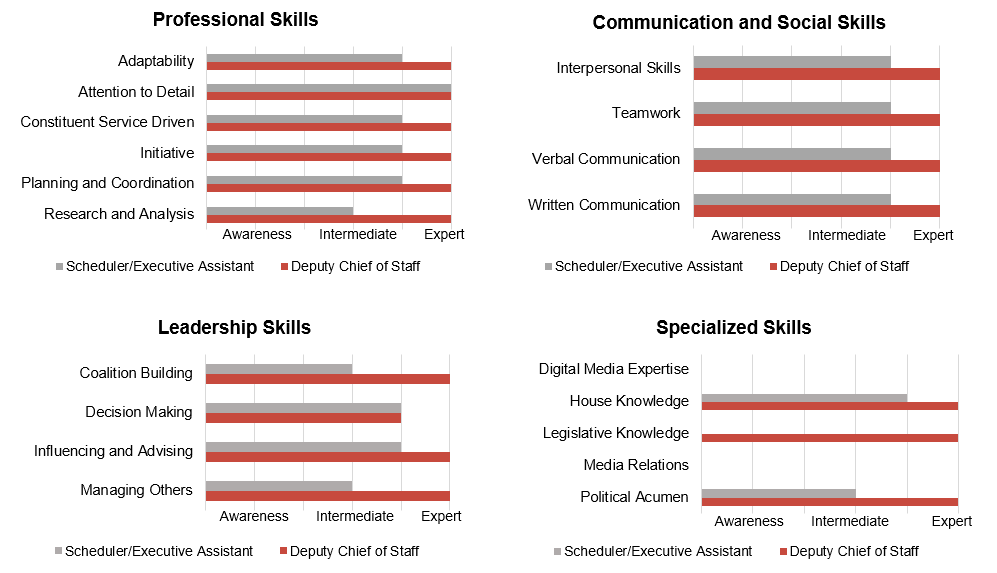 Professional Skills
Adaptability
Attention to Detail
Constituent Service Driven
Initiative
Planning and Coordination
Research and Analysis
Awareness Intermediate Expert
Scheduler/Executive Assistant Deputy Chief of Staff
Communication and Social Skills
Interpersonal Skills
Teamwork
Verbal Communication
Written Communication
Awareness Intermediate Expert
Scheduler/Executive Assistant Deputy Chief of Staff
Leadership Skills
Coalition Building
Decision Making
Influencing and Advising
Managing Others
Awareness Intermediate Expert
Scheduler/Executive Assistant Deputy Chief of Staff
Specialized Skills
Digital Media Expertise
House Knowledge
Legislative Knowledge
Media Relations
Political Acumen
Awareness Intermediate Expert
Scheduler/Executive Assistant Deputy Chief of Staff